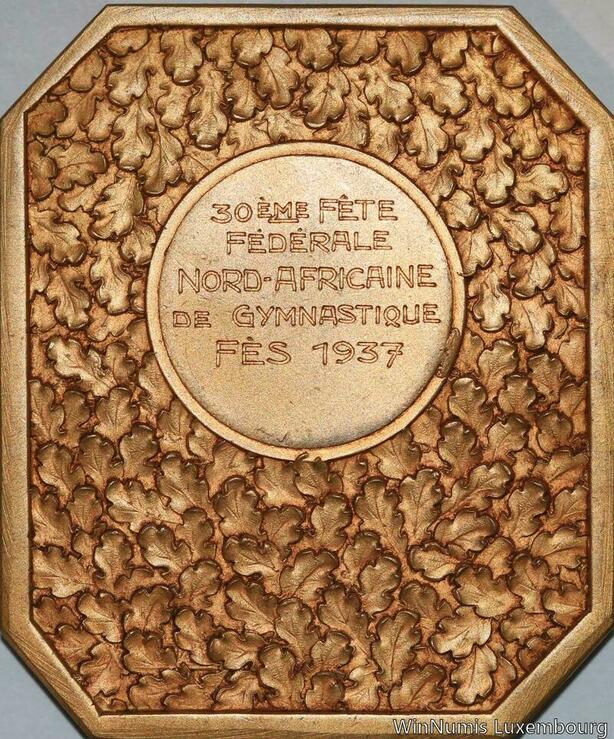 30ÈME FÊTE
FÉDÉRALE
NORD-AFRICAINE
DE GYMNASTIQUE
FÈS 1937
WinNumis Luxembourg